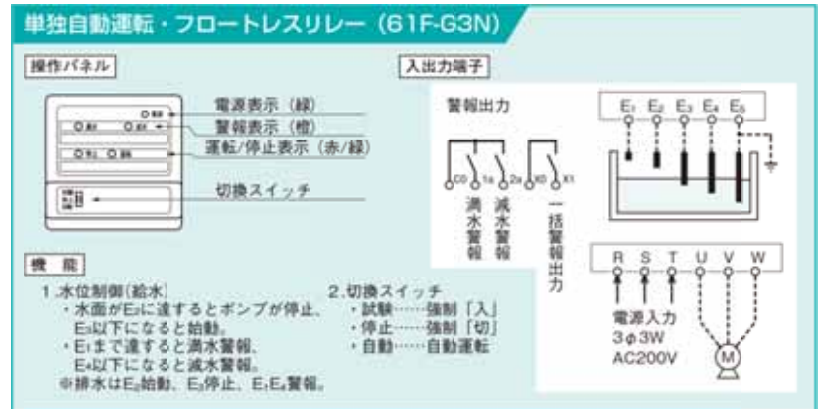 単独自動運転・フロートレスリレー（61F-G3N）
操作パネル
電源表示（緑）
警報表示（橙）
運転/停止表示（赤/緑）
切換スイッチ
入出力端子
警報出力
C0 1a 2a X0 X1
満水警報
減水警報
一括警報出力
E₁ E₂ E₃ E₄ E₅
R S T U V W
電源入力
3φ3W
AC200V
M
機能
1.水位制御(給水)
・水面がE₂に達するとポンプが停止、
E₃以下になると始動。
・E₁まで達すると満水警報、
E₄以下になると減水警報。
※排水はE₂始動、E₃停止、E₁E₄警報。
2.切換スイッチ
・試験……強制「入」
・停止……強制「切」
・自動……自動運転